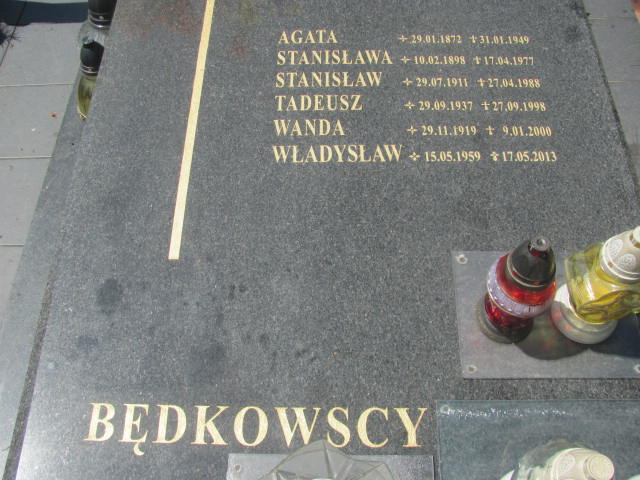 AGATA ✧ 29.01.1872 ✝ 31.01.1949
STANISŁAWA ✧ 10.02.1898 ✝ 17.04.1977
STANISŁAW ✧ 29.07.1911 ✝ 27.04.1988
TADEUSZ ✧ 29.09.1937 ✝ 27.09.1998
WANDA ✧ 29.11.1919 ✝ 9.01.2000
WŁADYSŁAW ✧ 15.05.1959 ✝ 17.05.2013
BĘDKOWSCY